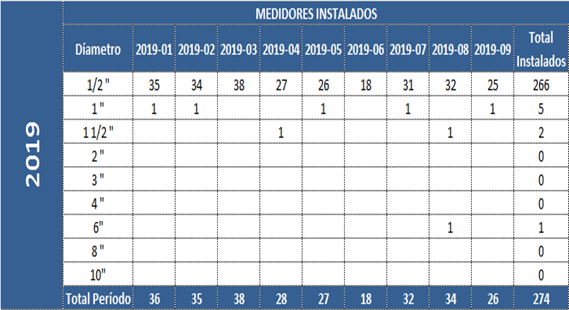 MEDIDORES INSTALADOS
2019
Díametro 2019-01 2019-02 2019-03 2019-04 2019-05 2019-06 2019-07 2019-08 2019-09 Total Instalados
1/2 " 35 34 38 27 26 18 31 32 25 266
1 " 1 1 1 1 1 5
1 1/2 " 1 1 2
2 " 0
3 " 0
4 " 0
6" 1 1
8 " 0
10" 0
Total Período 36 35 38 28 27 18 32 34 26 274